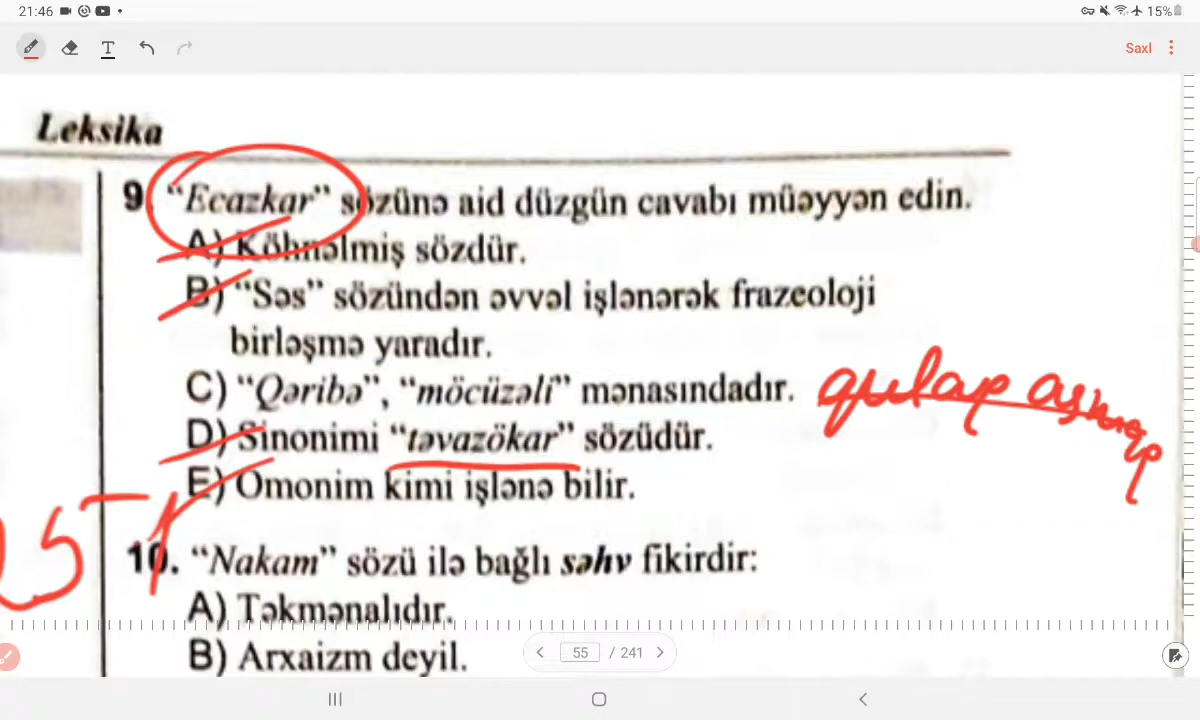 21:46
15%
T
Saxl
Leksika
9 “Ecazkar” sözünə aid düzgün cavabı müəyyən edin.
A) Köhnəlmiş sözdür.
B) “Səs” sözündən əvvəl işlənərək frazeoloji
birləşmə yaradır.
C) “Qəribə”, “möcüzəli” mənasındadır.
D) Sinonimi “təvazökar” sözüdür.
E) Omonim kimi işlənə bilir.
10. “Nakam” sözü ilə bağlı səhv fikirdir:
A) Təkmənalıdır.
B) Arxaizm deyil.
55 / 241